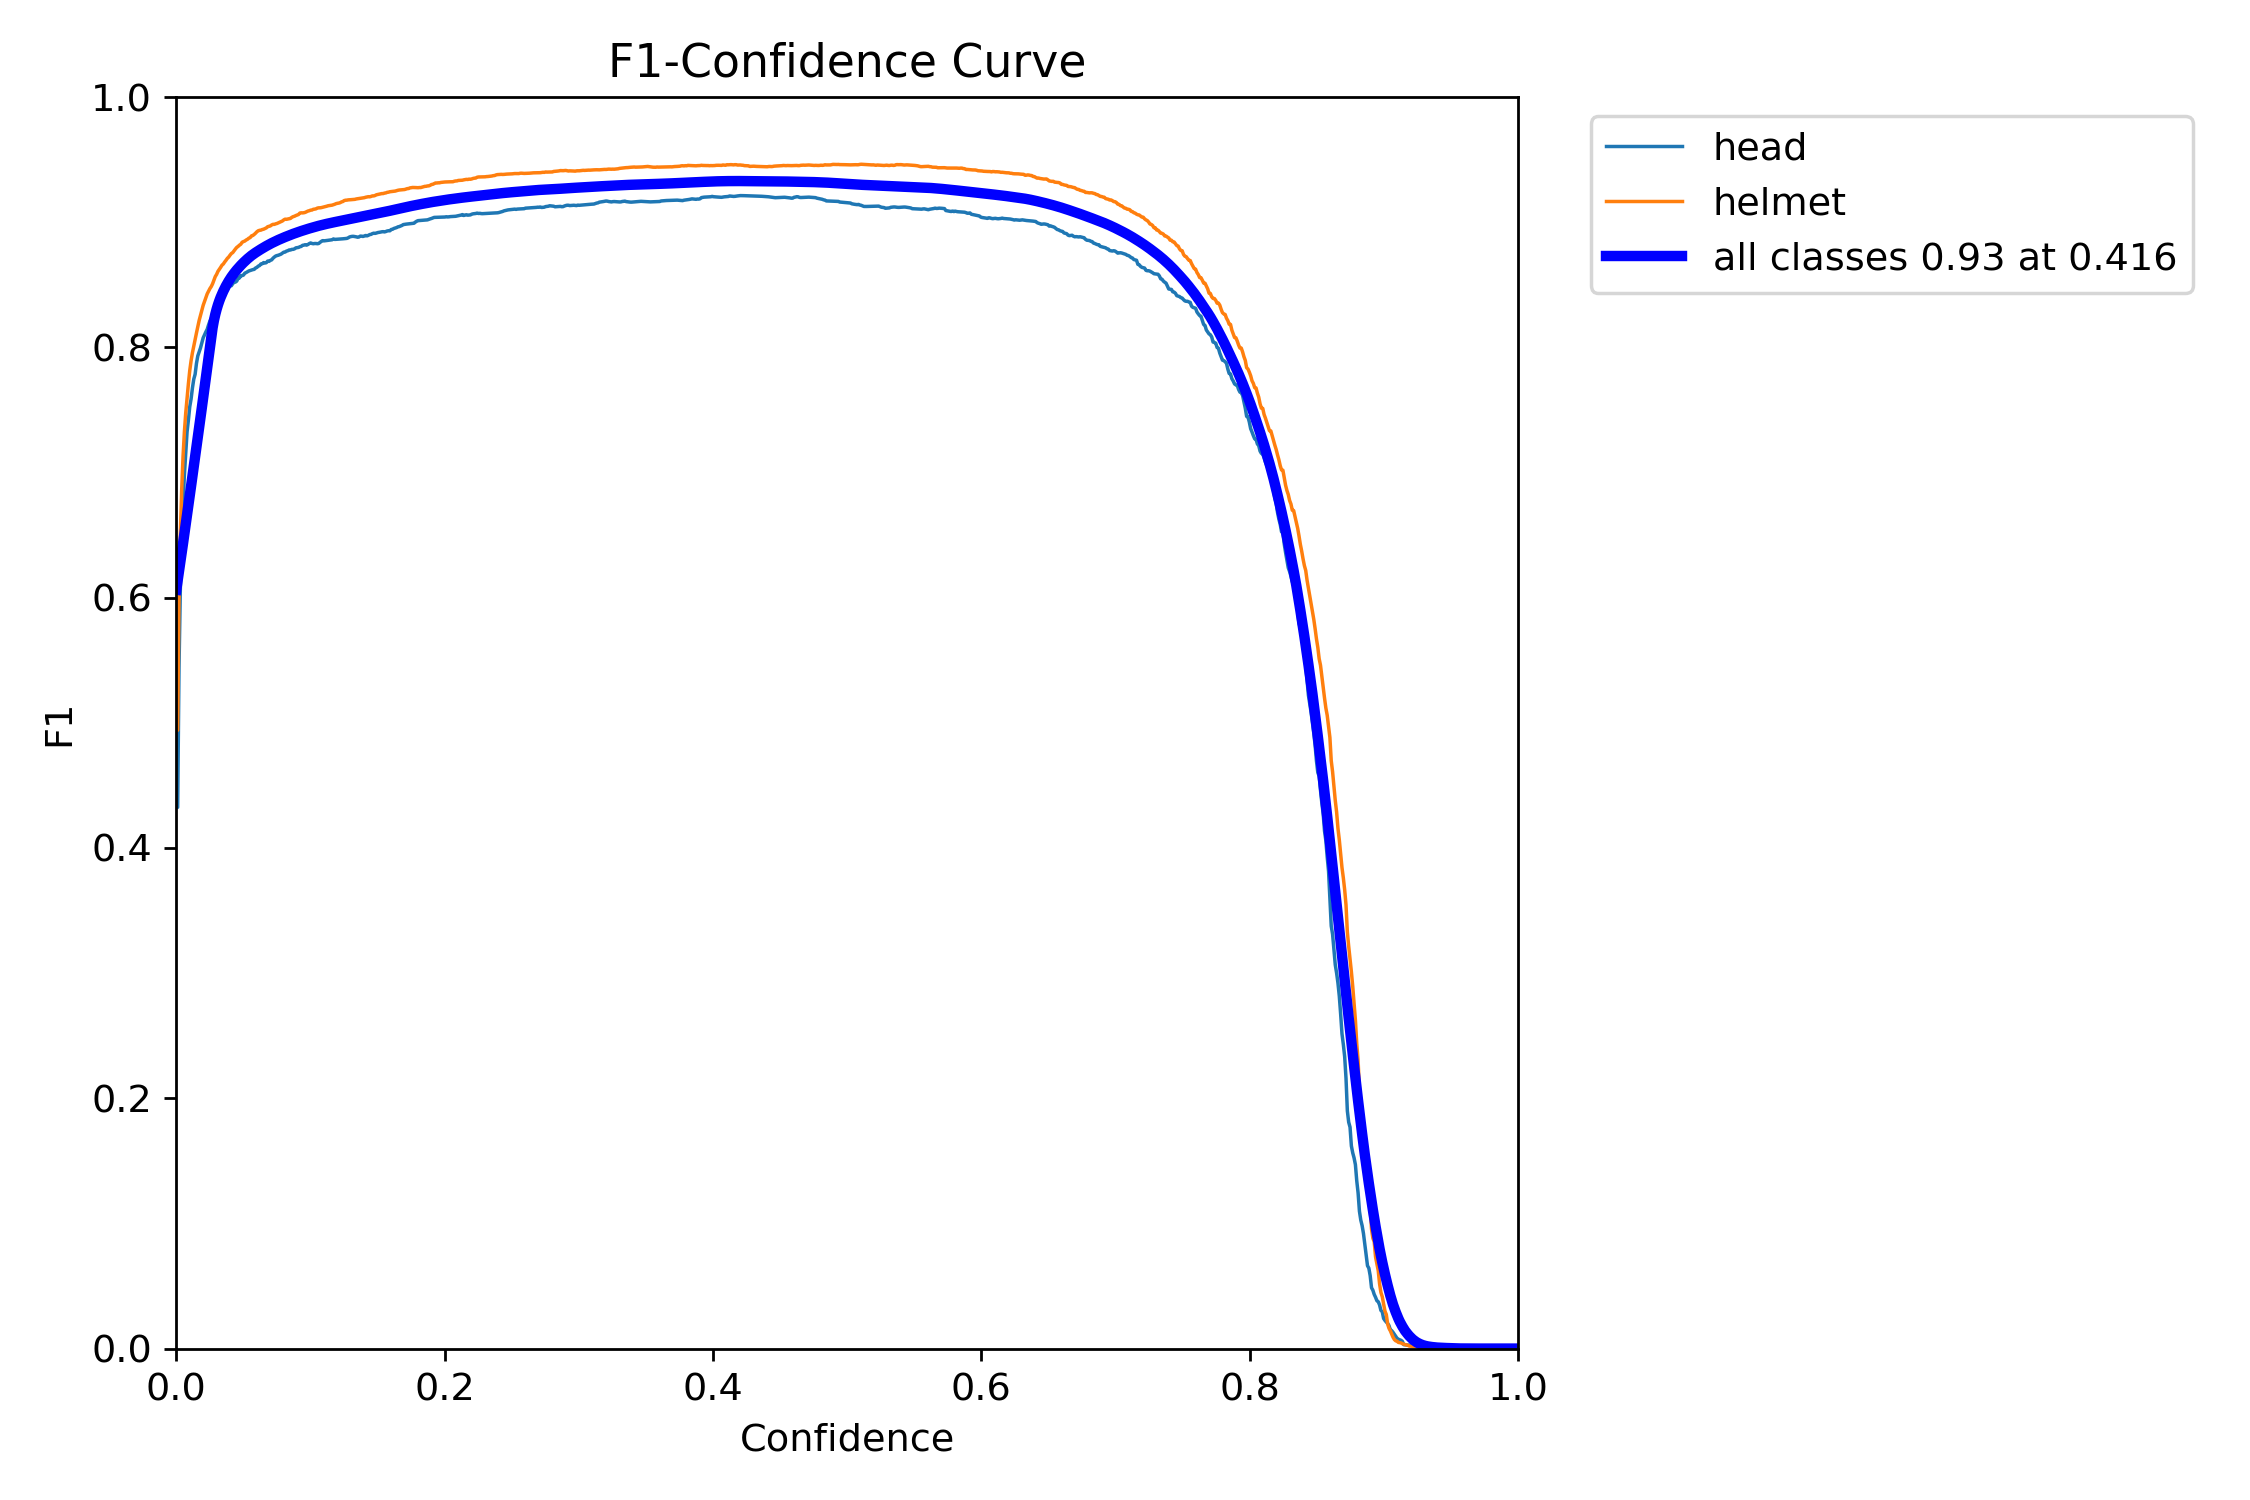 F1-Confidence Curve
1.0
0.8
0.6
0.4
0.2
0.0
F1
0.0 0.2 0.4 0.6 0.8 1.0
Confidence
head
helmet
all classes 0.93 at 0.416